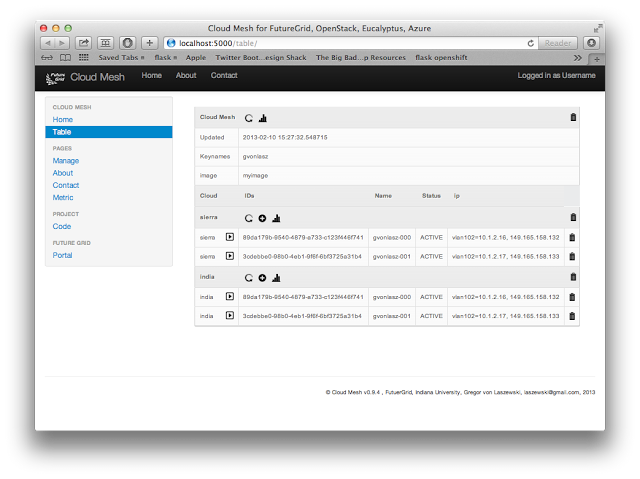 Cloud Mesh for FutureGrid, OpenStack, Eucalyptus, Azure
localhost:5000/table/ Reader
Saved Tabs flask Apple Twitter Boot...esign Shack The Big Bad...p Resources flask openshift
Future Grid Cloud Mesh Home About Contact Logged in as Username
CLOUD MESH
Home
Table
PAGES
Manage
About
Contact
Metric
PROJECT
Code
FUTURE GRID
Portal
Cloud Mesh
Updated 2013-02-10 15:27:32.548715
Keynames gvonlasz
image myimage
Cloud IDs Name Status Ip
sierra
sierra 89da179b-9540-4879-a733-c123f446f741 gvonlasz-000 ACTIVE vlan102=10.1.2.16, 149.165.158.132
sierra 3cdebbe0-98b0-4eb1-9f6f-6bf3725a31b4 gvonlasz-001 ACTIVE vlan102=10.1.2.17, 149.165.158.133
india
india 89da179b-9540-4879-a733-c123f446f741 gvonlasz-000 ACTIVE vlan102=10.1.2.16, 149.165.158.132
india 3cdebbe0-98b0-4eb1-9f6f-6bf3725a31b4 gvonlasz-001 ACTIVE vlan102=10.1.2.17, 149.165.158.133
© Cloud Mesh v0.9.4 , FutuerGrid, Indiana University, Gregor von Laszewski, laszewski@gmail.com, 2013